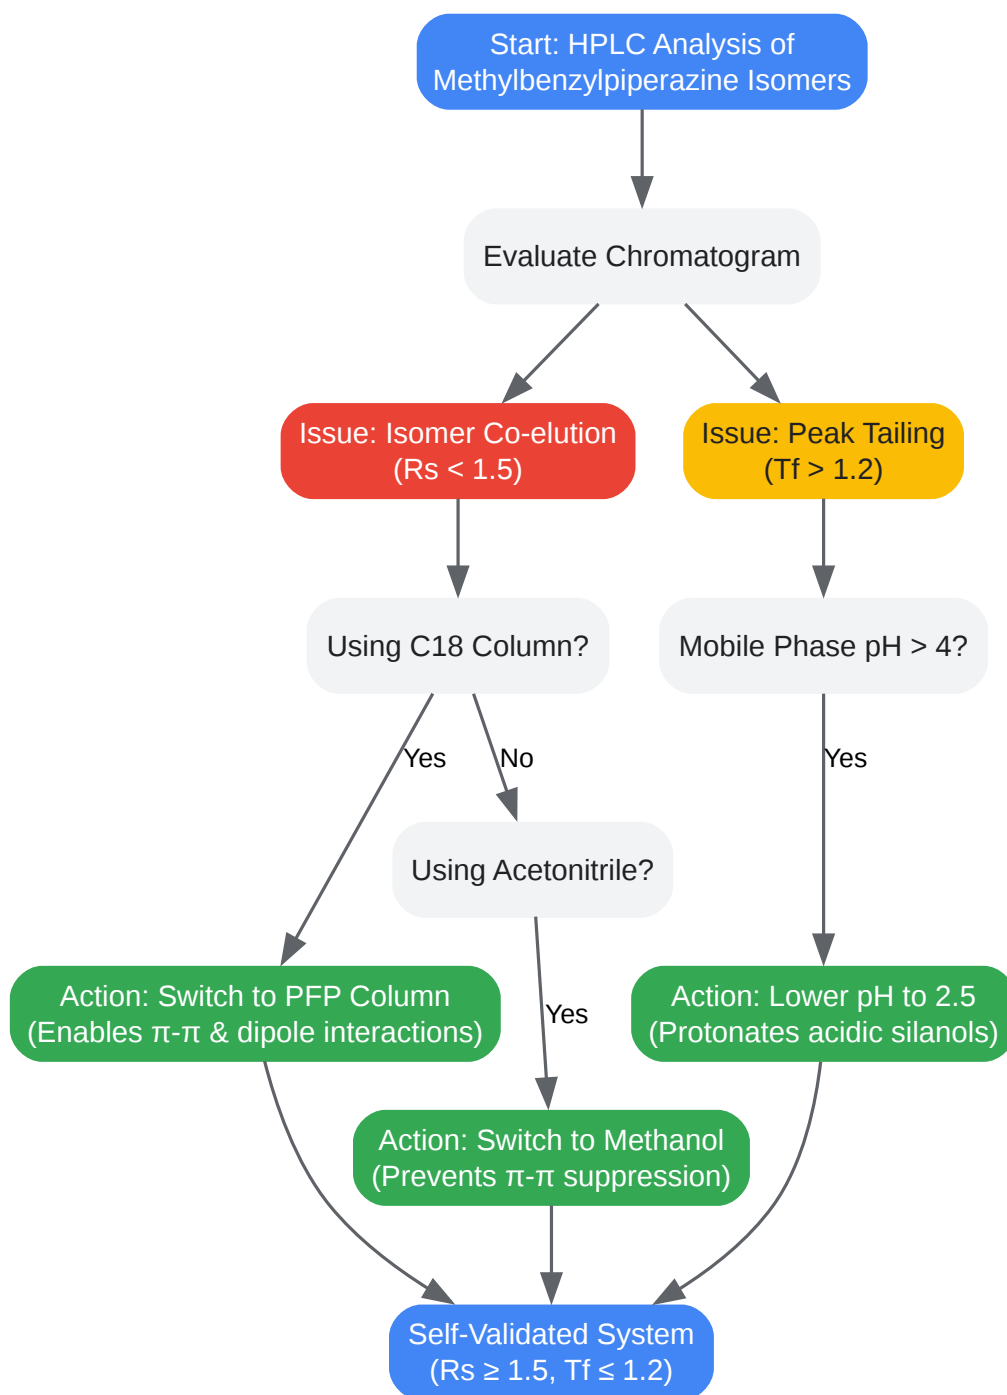 Start: HPLC Analysis of
Methylbenzylpiperazine Isomers
Evaluate Chromatogram
Issue: Isomer Co-elution
(Rs < 1.5)
Issue: Peak Tailing
(Tf > 1.2)
Using C18 Column?
Mobile Phase pH > 4?
Yes
No
Yes
Using Acetonitrile?
Action: Switch to PFP Column
(Enables π-π & dipole interactions)
Yes
Action: Lower pH to 2.5
(Protonates acidic silanols)
Action: Switch to Methanol
(Prevents π-π suppression)
Self-Validated System
(Rs ≥ 1.5, Tf ≤ 1.2)